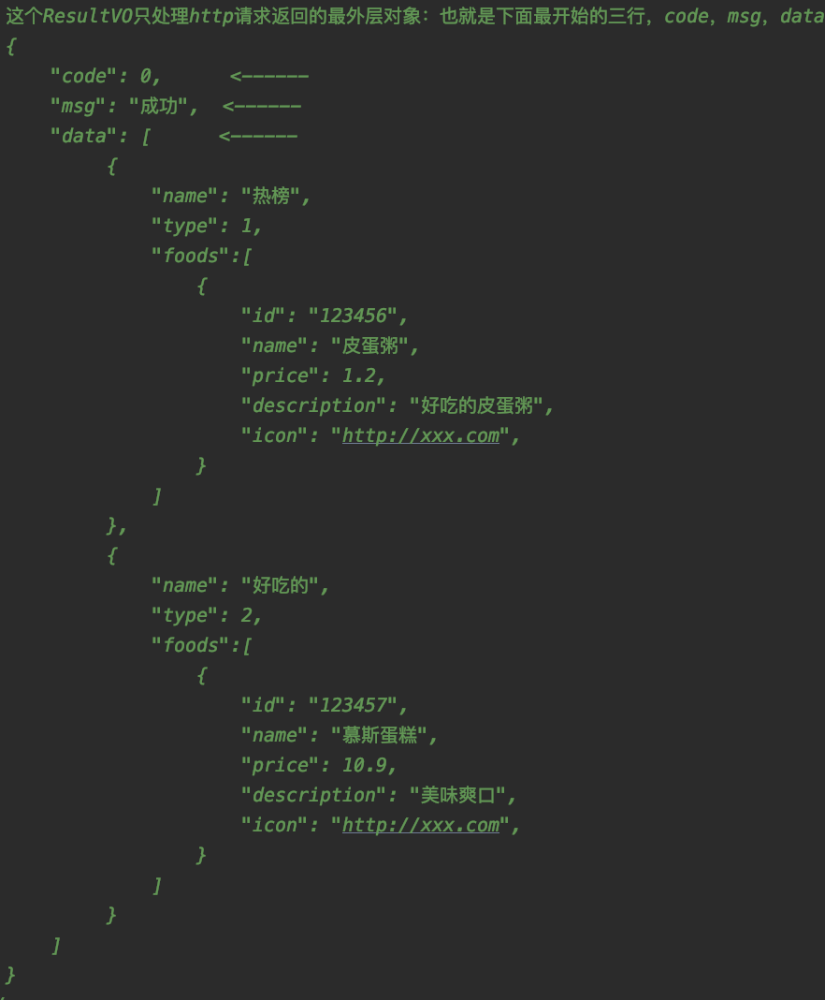 这个ResultVO只处理http请求返回的最外层对象：也就是下面最开始的三行，code，msg，data
{
    "code": 0,      <------
    "msg": "成功",  <------
    "data": [      <------
         {
             "name": "热榜",
             "type": 1,
             "foods":[
                 {
                     "id": "123456",
                     "name": "皮蛋粥",
                     "price": 1.2,
                     "description": "好吃的皮蛋粥",
                     "icon": "http://xxx.com",
                 }
             ]
         },
         {
             "name": "好吃的",
             "type": 2,
             "foods":[
                 {
                     "id": "123457",
                     "name": "慕斯蛋糕",
                     "price": 10.9,
                     "description": "美味爽口",
                     "icon": "http://xxx.com",
                 }
             ]
         }
    ]
}